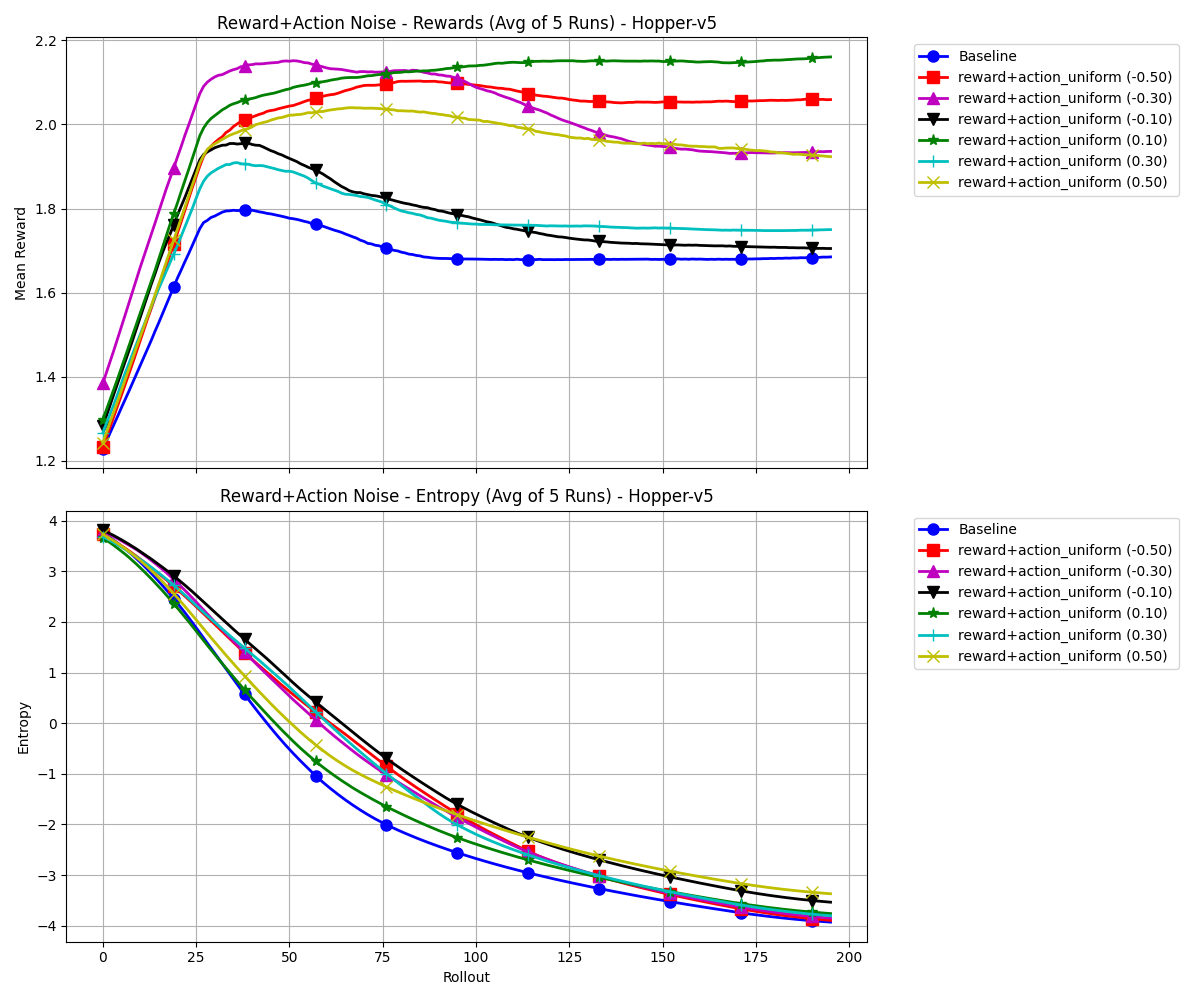 Reward+Action Noise - Rewards (Avg of 5 Runs) - Hopper-v5
2.2
2.0
1.8
1.6
1.4
1.2
Mean Reward
Baseline
reward+action_uniform (-0.50)
reward+action_uniform (-0.30)
reward+action_uniform (-0.10)
reward+action_uniform (0.10)
reward+action_uniform (0.30)
reward+action_uniform (0.50)
Reward+Action Noise - Entropy (Avg of 5 Runs) - Hopper-v5
4
3
2
1
0
−1
−2
−3
−4
Entropy
0 25 50 75 100 125 150 175 200
Rollout
Baseline
reward+action_uniform (-0.50)
reward+action_uniform (-0.30)
reward+action_uniform (-0.10)
reward+action_uniform (0.10)
reward+action_uniform (0.30)
reward+action_uniform (0.50)